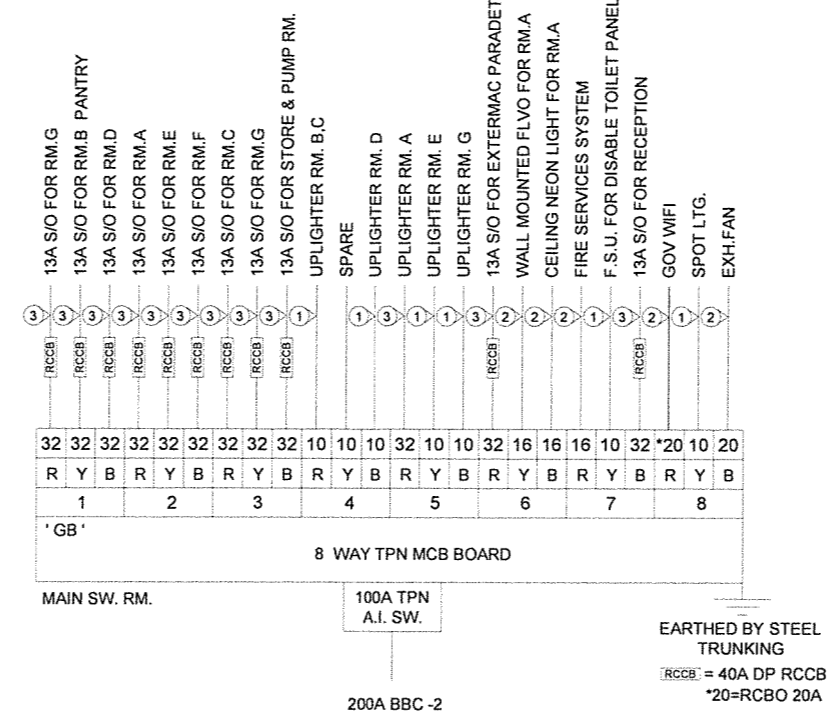 13A S/O FOR RM.G
13A S/O FOR RM.B PANTRY
13A S/O FOR RM.D
13A S/O FOR RM.A
13A S/O FOR RM.E
13A S/O FOR RM.F
13A S/O FOR RM.C
13A S/O FOR RM.G
13A S/O FOR STORE & PUMP RM.
UPLIGHTER RM. B,C
SPARE
UPLIGHTER RM. D
UPLIGHTER RM. A
UPLIGHTER RM. E
UPLIGHTER RM. G
13A S/O FOR EXTERMAC PARADET
WALL MOUNTED FLVO FOR RM.A
CEILING NEON LIGHT FOR RM.A
FIRE SERVICES SYSTEM
F.S.U. FOR DISABLE TOILET PANEL
13A S/O FOR RECEPTION
GOV WIFI
SPOT LTG.
EXH.FAN
3 3 3 3 3 3 3 3 3 1 1 3 1 1 3 2 2 2 1 3 2 1 2
RCCB RCCB RCCB RCCB RCCB RCCB RCCB RCCB RCCB RCCB RCCB
32 32 32 32 32 32 32 32 32 10 10 10 32 10 10 32 16 16 16 10 32 *20 10 20
R Y B R Y B R Y B R Y B R Y B R Y B R Y B R Y B
1 2 3 4 5 6 7 8
' GB '
8 WAY TPN MCB BOARD
MAIN SW. RM.
100A TPN
A.I. SW.
200A BBC -2
EARTHED BY STEEL
TRUNKING
RCCB = 40A DP RCCB
*20=RCBO 20A